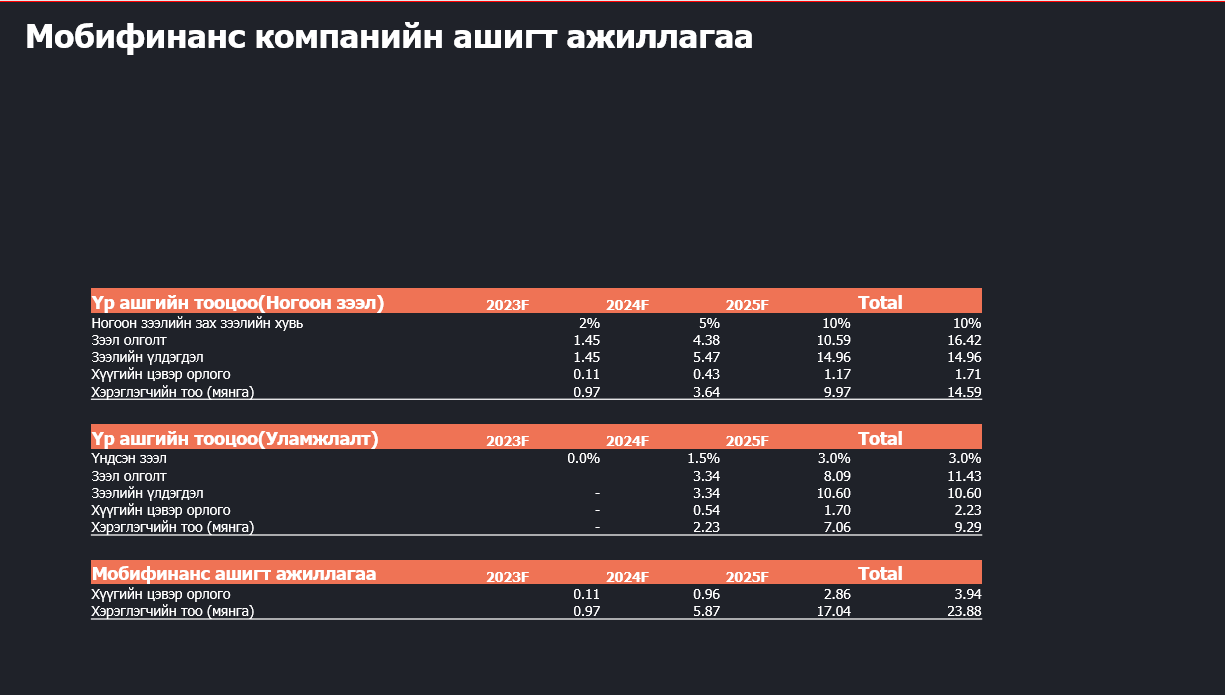 Мобифинанс компанийн ашигт ажиллагаа
Үр ашгийн тооцоо(Ногоон зээл) 2023F 2024F 2025F Total
Ногоон зээлийн зах зээлийн хувь 2% 5% 10% 10%
Зээл олголт 1.45 4.38 10.59 16.42
Зээлийн үлдэгдэл 1.45 5.47 14.96 14.96
Хүүгийн цэвэр орлого 0.11 0.43 1.17 1.71
Хэрэглэгчийн тоо (мянга) 0.97 3.64 9.97 14.59
Үр ашгийн тооцоо(Уламжлалт) 2023F 2024F 2025F Total
Үндсэн зээл 0.0% 1.5% 3.0% 3.0%
Зээл олголт 3.34 8.09 11.43
Зээлийн үлдэгдэл - 3.34 10.60 10.60
Хүүгийн цэвэр орлого - 0.54 1.70 2.23
Хэрэглэгчийн тоо (мянга) - 2.23 7.06 9.29
Мобифинанс ашигт ажиллагаа 2023F 2024F 2025F Total
Хүүгийн цэвэр орлого 0.11 0.96 2.86 3.94
Хэрэглэгчийн тоо (мянга) 0.97 5.87 17.04 23.88